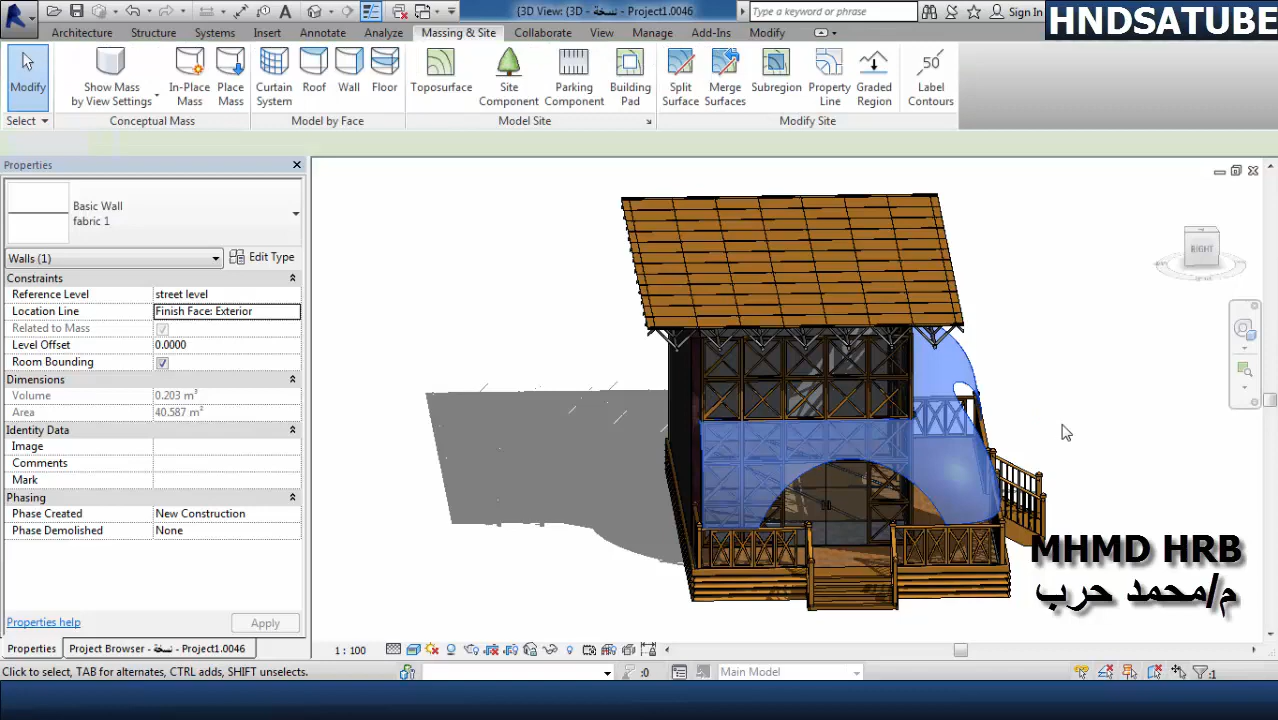 {3D View: {3D - نسخة - Project1.0046
Type a keyword or phrase
Sign In
HNDSATUBE
Architecture Structure Systems Insert Annotate Analyze Massing & Site Collaborate View Manage Add-Ins Modify
Modify
Show Mass
by View Settings
In-Place
Mass
Place
Mass
Curtain
System
Roof
Wall
Floor
Toposurface
Site
Component
Parking
Component
Building
Pad
Split
Surface
Merge
Surfaces
Subregion
Property
Line
Graded
Region
50
Label
Contours
Select
Conceptual Mass
Model by Face
Model Site
Modify Site
Properties
Basic Wall
fabric 1
Walls (1)
Edit Type
Constraints
Reference Level street level
Location Line Finish Face: Exterior
Related to Mass
Level Offset 0.0000
Room Bounding
Dimensions
Volume 0.203 m³
Area 40.587 m²
Identity Data
Image
Comments
Mark
Phasing
Phase Created New Construction
Phase Demolished None
Properties help
Apply
RIGHT
MHMD HRB
م/محمد حرب
Properties
Project Browser - نسخة - Project1.0046
1 : 100
Click to select, TAB for alternates, CTRL adds, SHIFT unselects.
:0
Main Model
:1